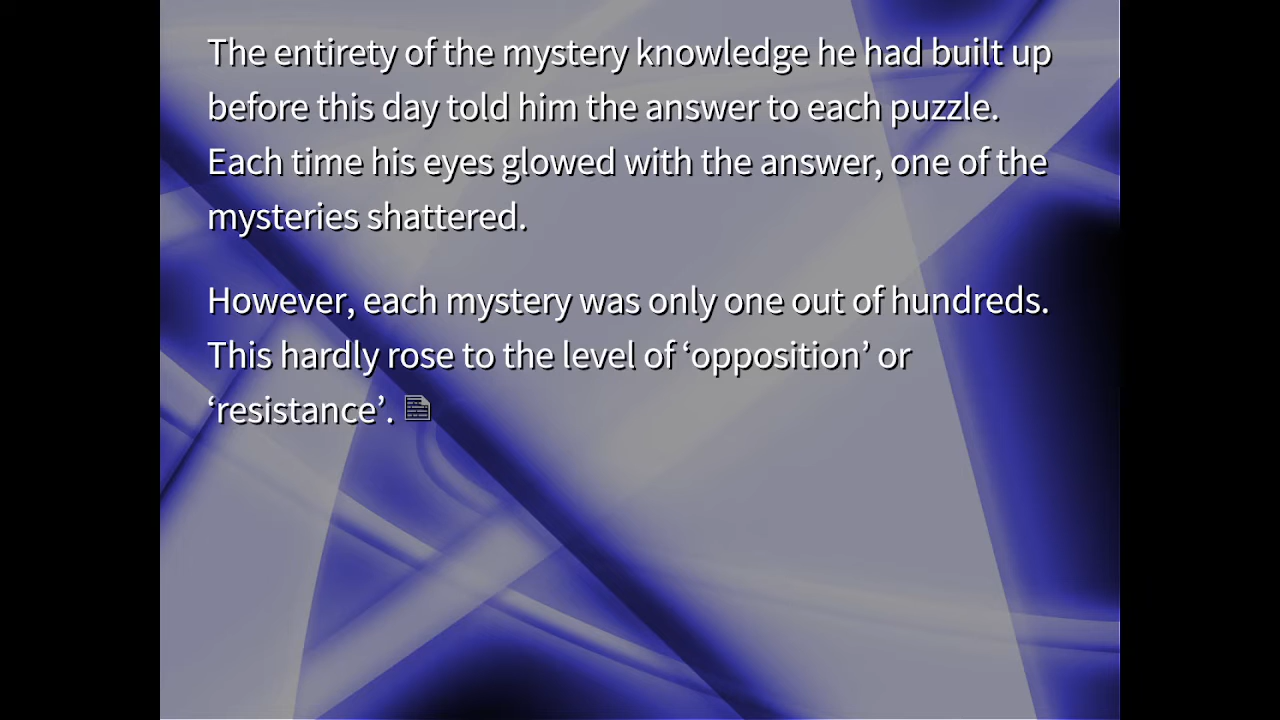 The entirety of the mystery knowledge he had built up
before this day told him the answer to each puzzle.
Each time his eyes glowed with the answer, one of the
mysteries shattered.
However, each mystery was only one out of hundreds.
This hardly rose to the level of ‘opposition’ or
‘resistance’.